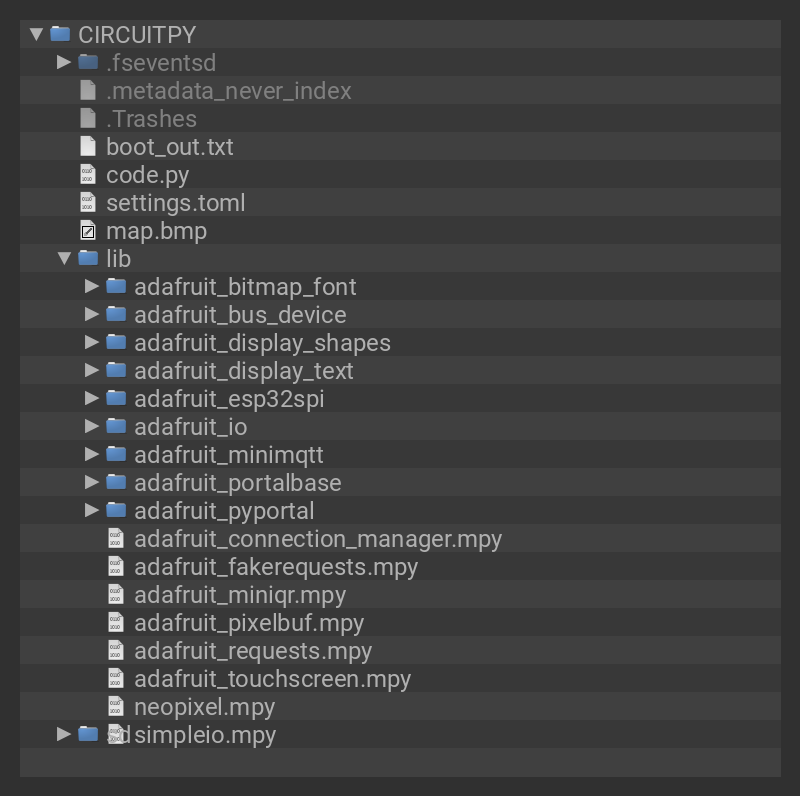 CIRCUITPY
.fseventsd
.metadata_never_index
.Trashes
boot_out.txt
code.py
settings.toml
map.bmp
lib
adafruit_bitmap_font
adafruit_bus_device
adafruit_display_shapes
adafruit_display_text
adafruit_esp32spi
adafruit_io
adafruit_minimqtt
adafruit_portalbase
adafruit_pyportal
adafruit_connection_manager.mpy
adafruit_fakerequests.mpy
adafruit_miniqr.mpy
adafruit_pixelbuf.mpy
adafruit_requests.mpy
adafruit_touchscreen.mpy
neopixel.mpy
sd simpleio.mpy